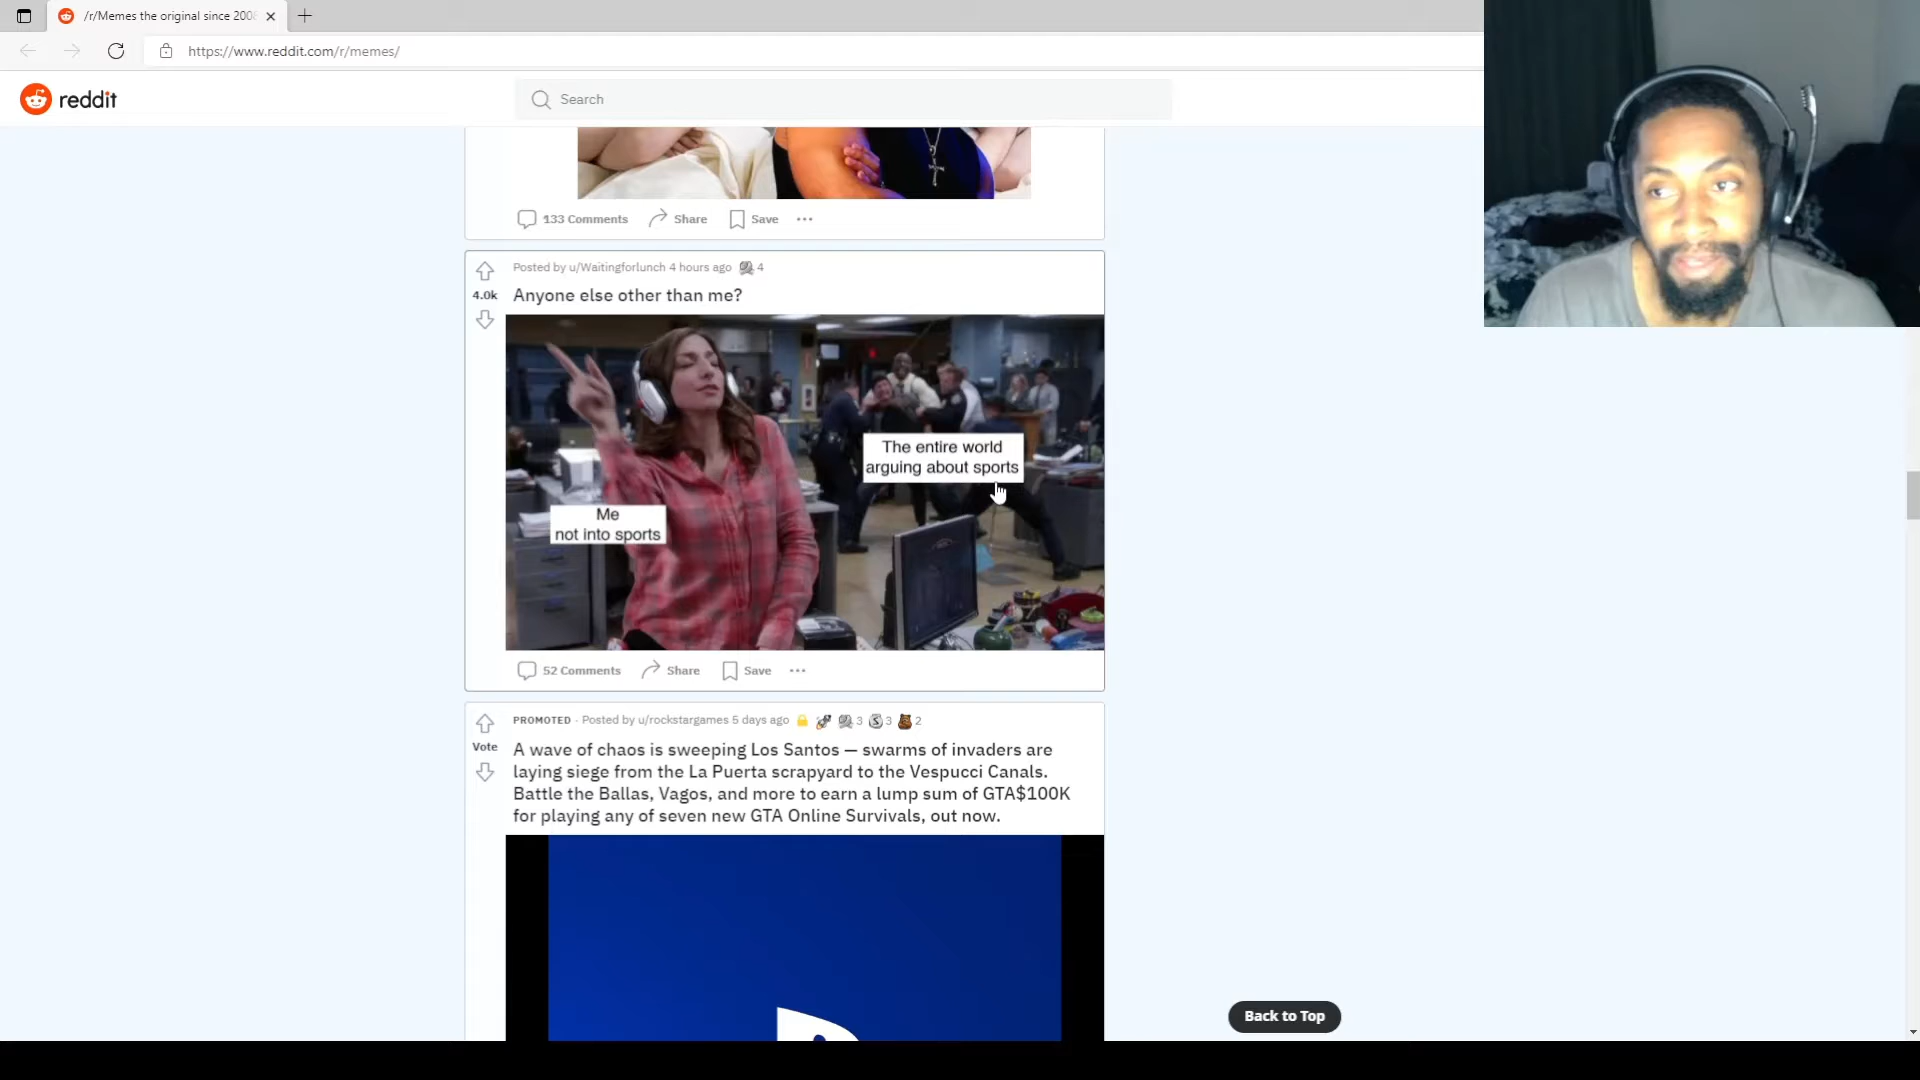 /r/Memes the original since 2008
https://www.reddit.com/r/memes/
reddit
Search
133 Comments
Share
Save
Posted by u/Waitingforlunch 4 hours ago
4
4.0k
Anyone else other than me?
The entire world
arguing about sports
Me
not into sports
52 Comments
Share
Save
PROMOTED · Posted by u/rockstargames 5 days ago
3
3
2
Vote
A wave of chaos is sweeping Los Santos — swarms of invaders are
laying siege from the La Puerta scrapyard to the Vespucci Canals.
Battle the Ballas, Vagos, and more to earn a lump sum of GTA$100K
for playing any of seven new GTA Online Survivals, out now.
Back to Top